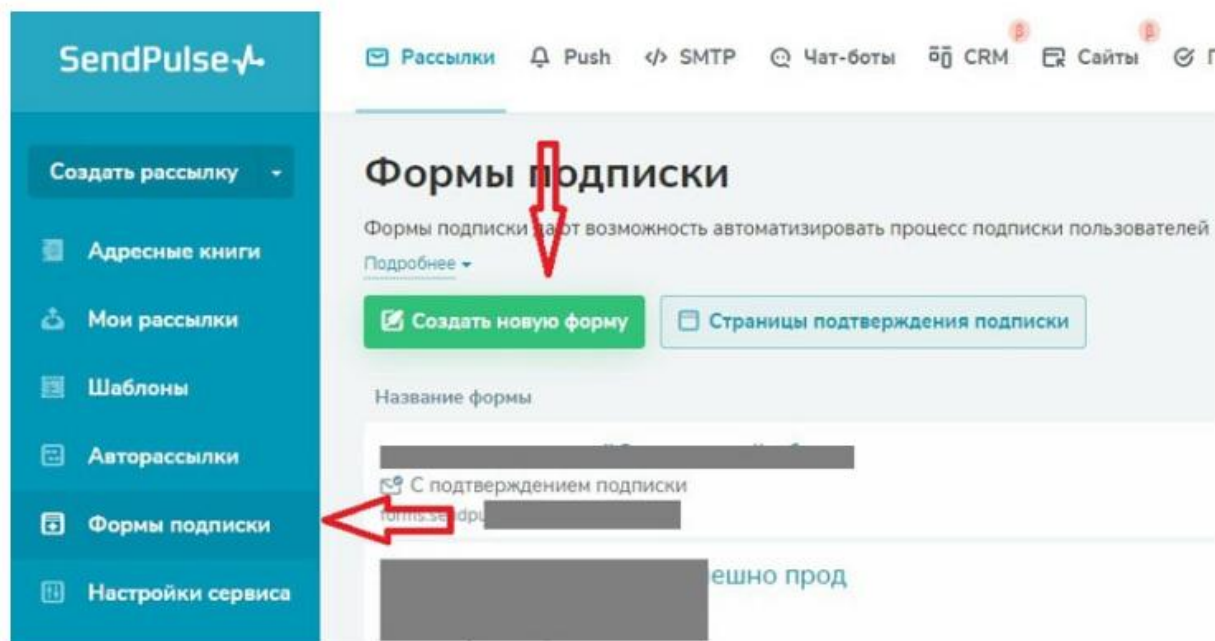 SendPulse
Рассылки Push SMTP Чат-боты CRM β Сайты β
Создать рассылку
Адресные книги
Мои рассылки
Шаблоны
Авторассылки
Формы подписки
Настройки сервиса
Формы подписки
Формы подписки дают возможность автоматизировать процесс подписки пользователей
Подробнее
Создать новую форму Страницы подтверждения подписки
Название формы
С подтверждением подписки
forms.sendpu
ешно прод